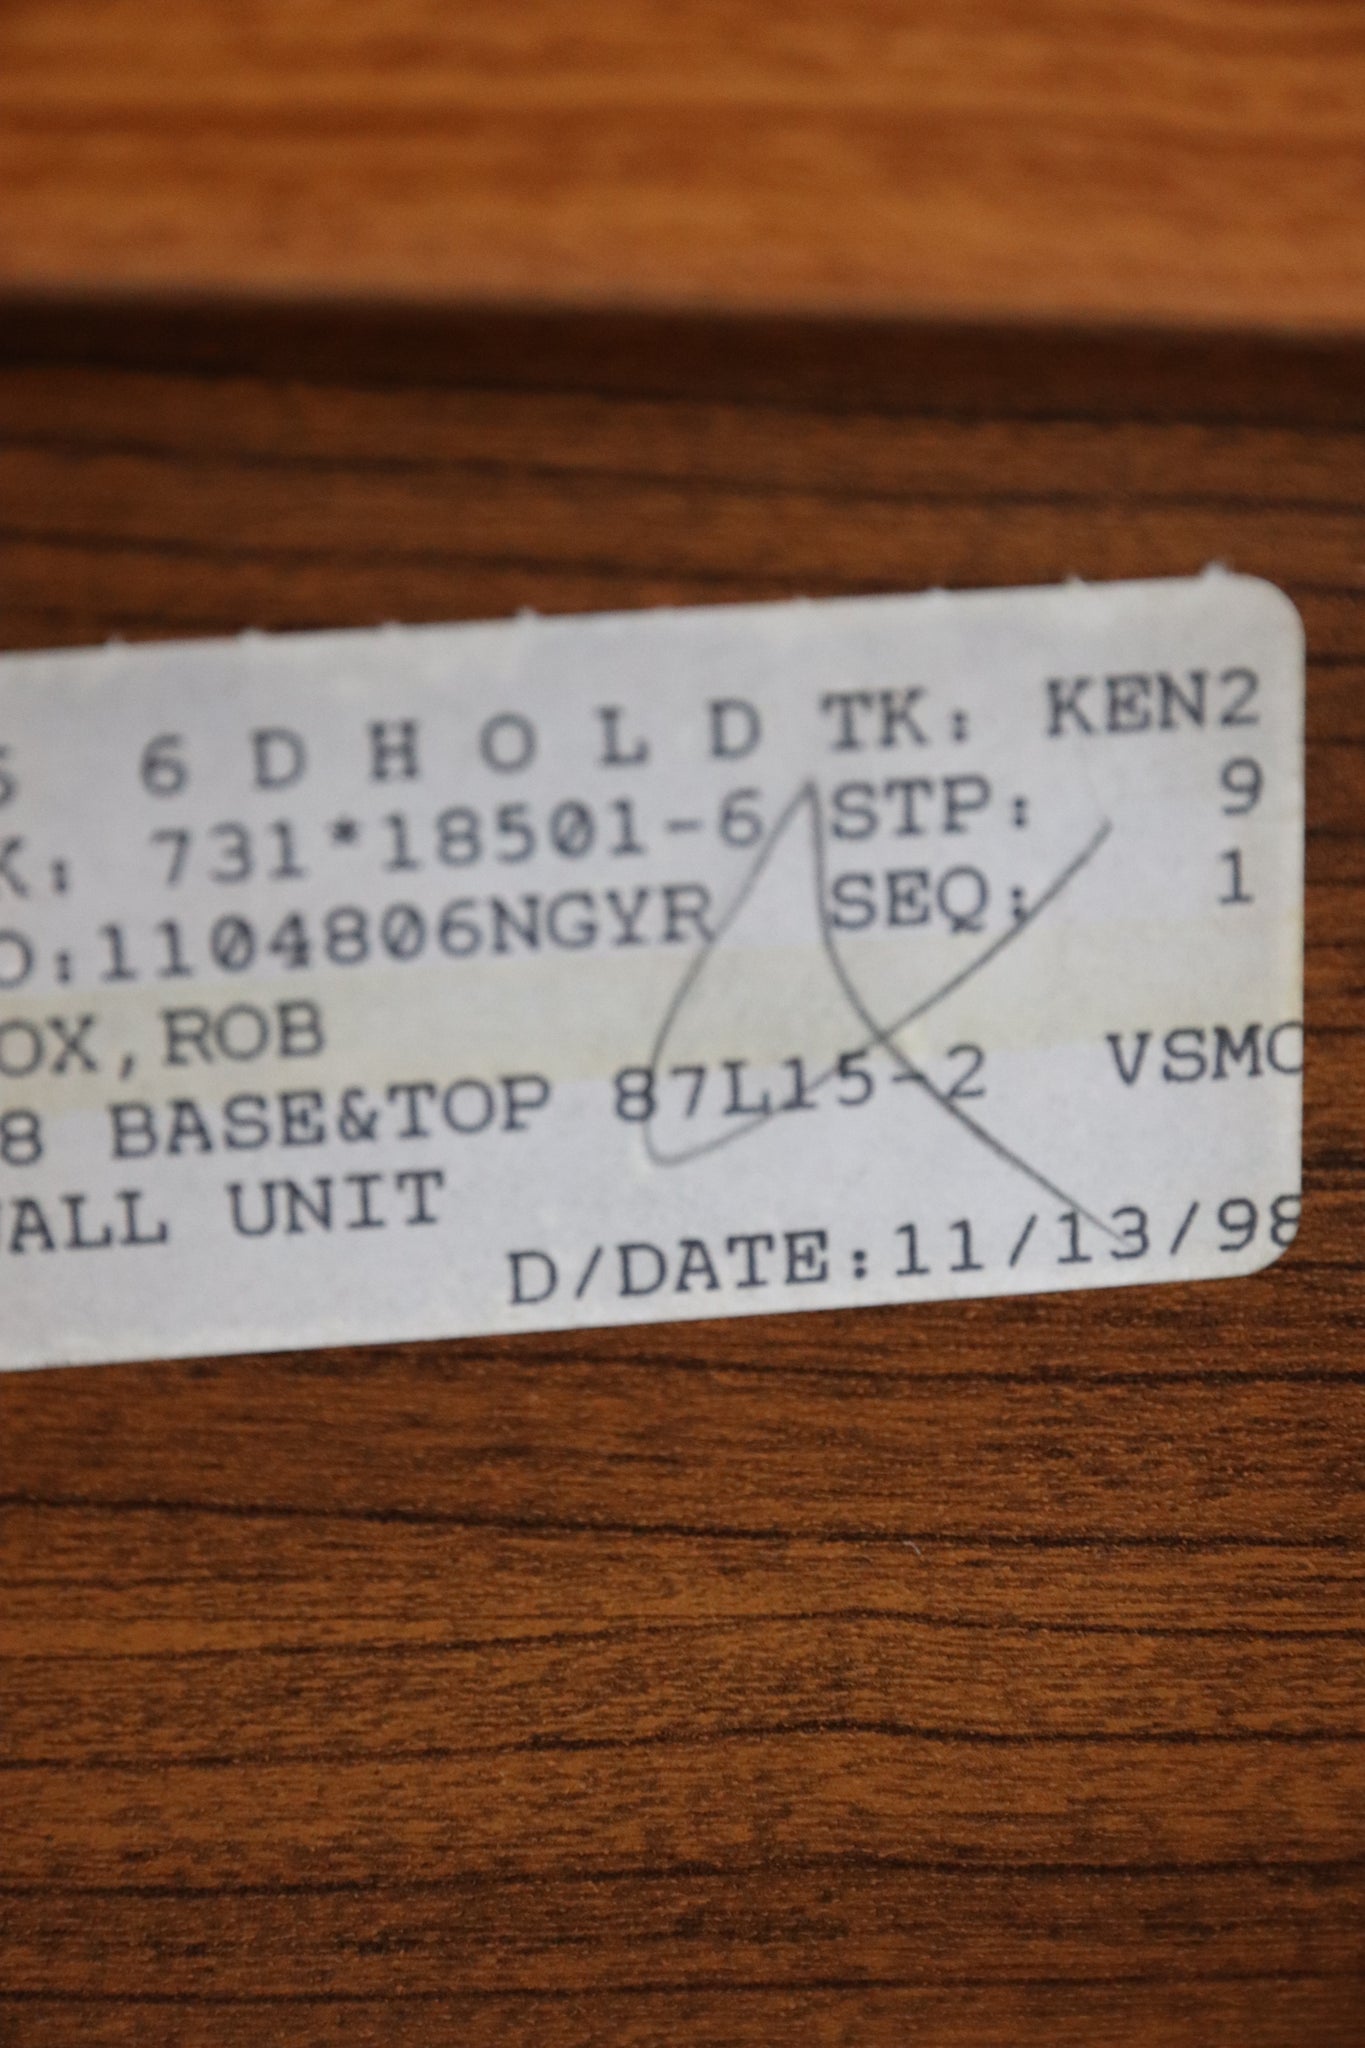 S 6 D H O L D TK: KEN2
K: 731*18501-6 STP: 9
O:1104806NGYR SEQ: 1
OX,ROB
8 BASE&TOP 87L15-2 VSMC
WALL UNIT
D/DATE:11/13/98